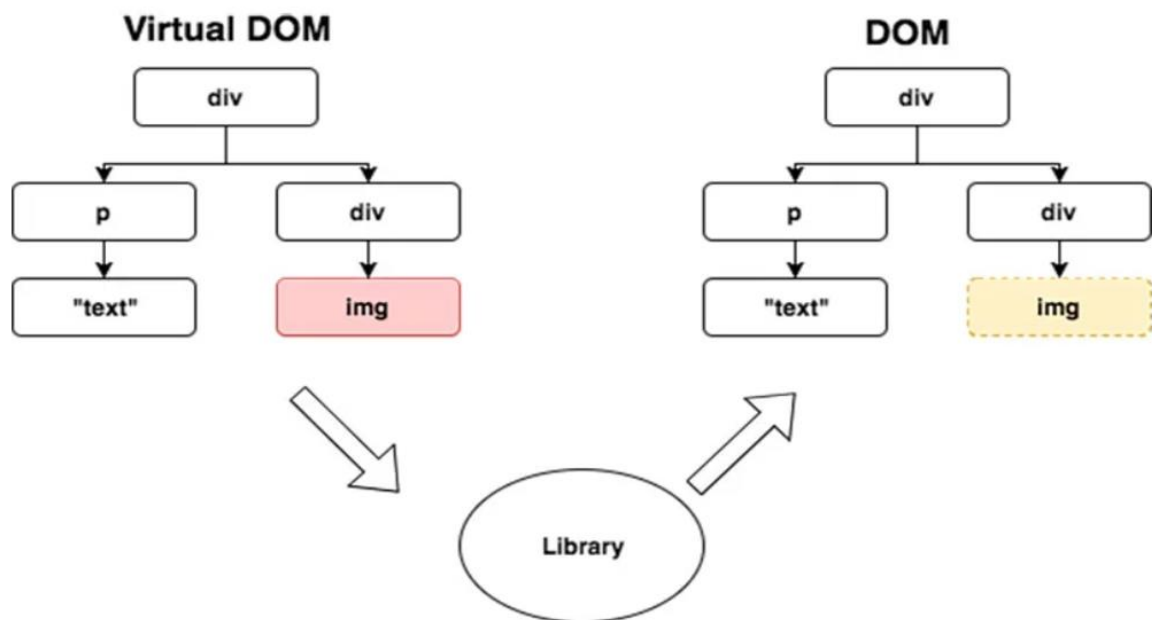 Virtual DOM
DOM
div
div
p
div
p
div
"text"
img
"text"
img
Library